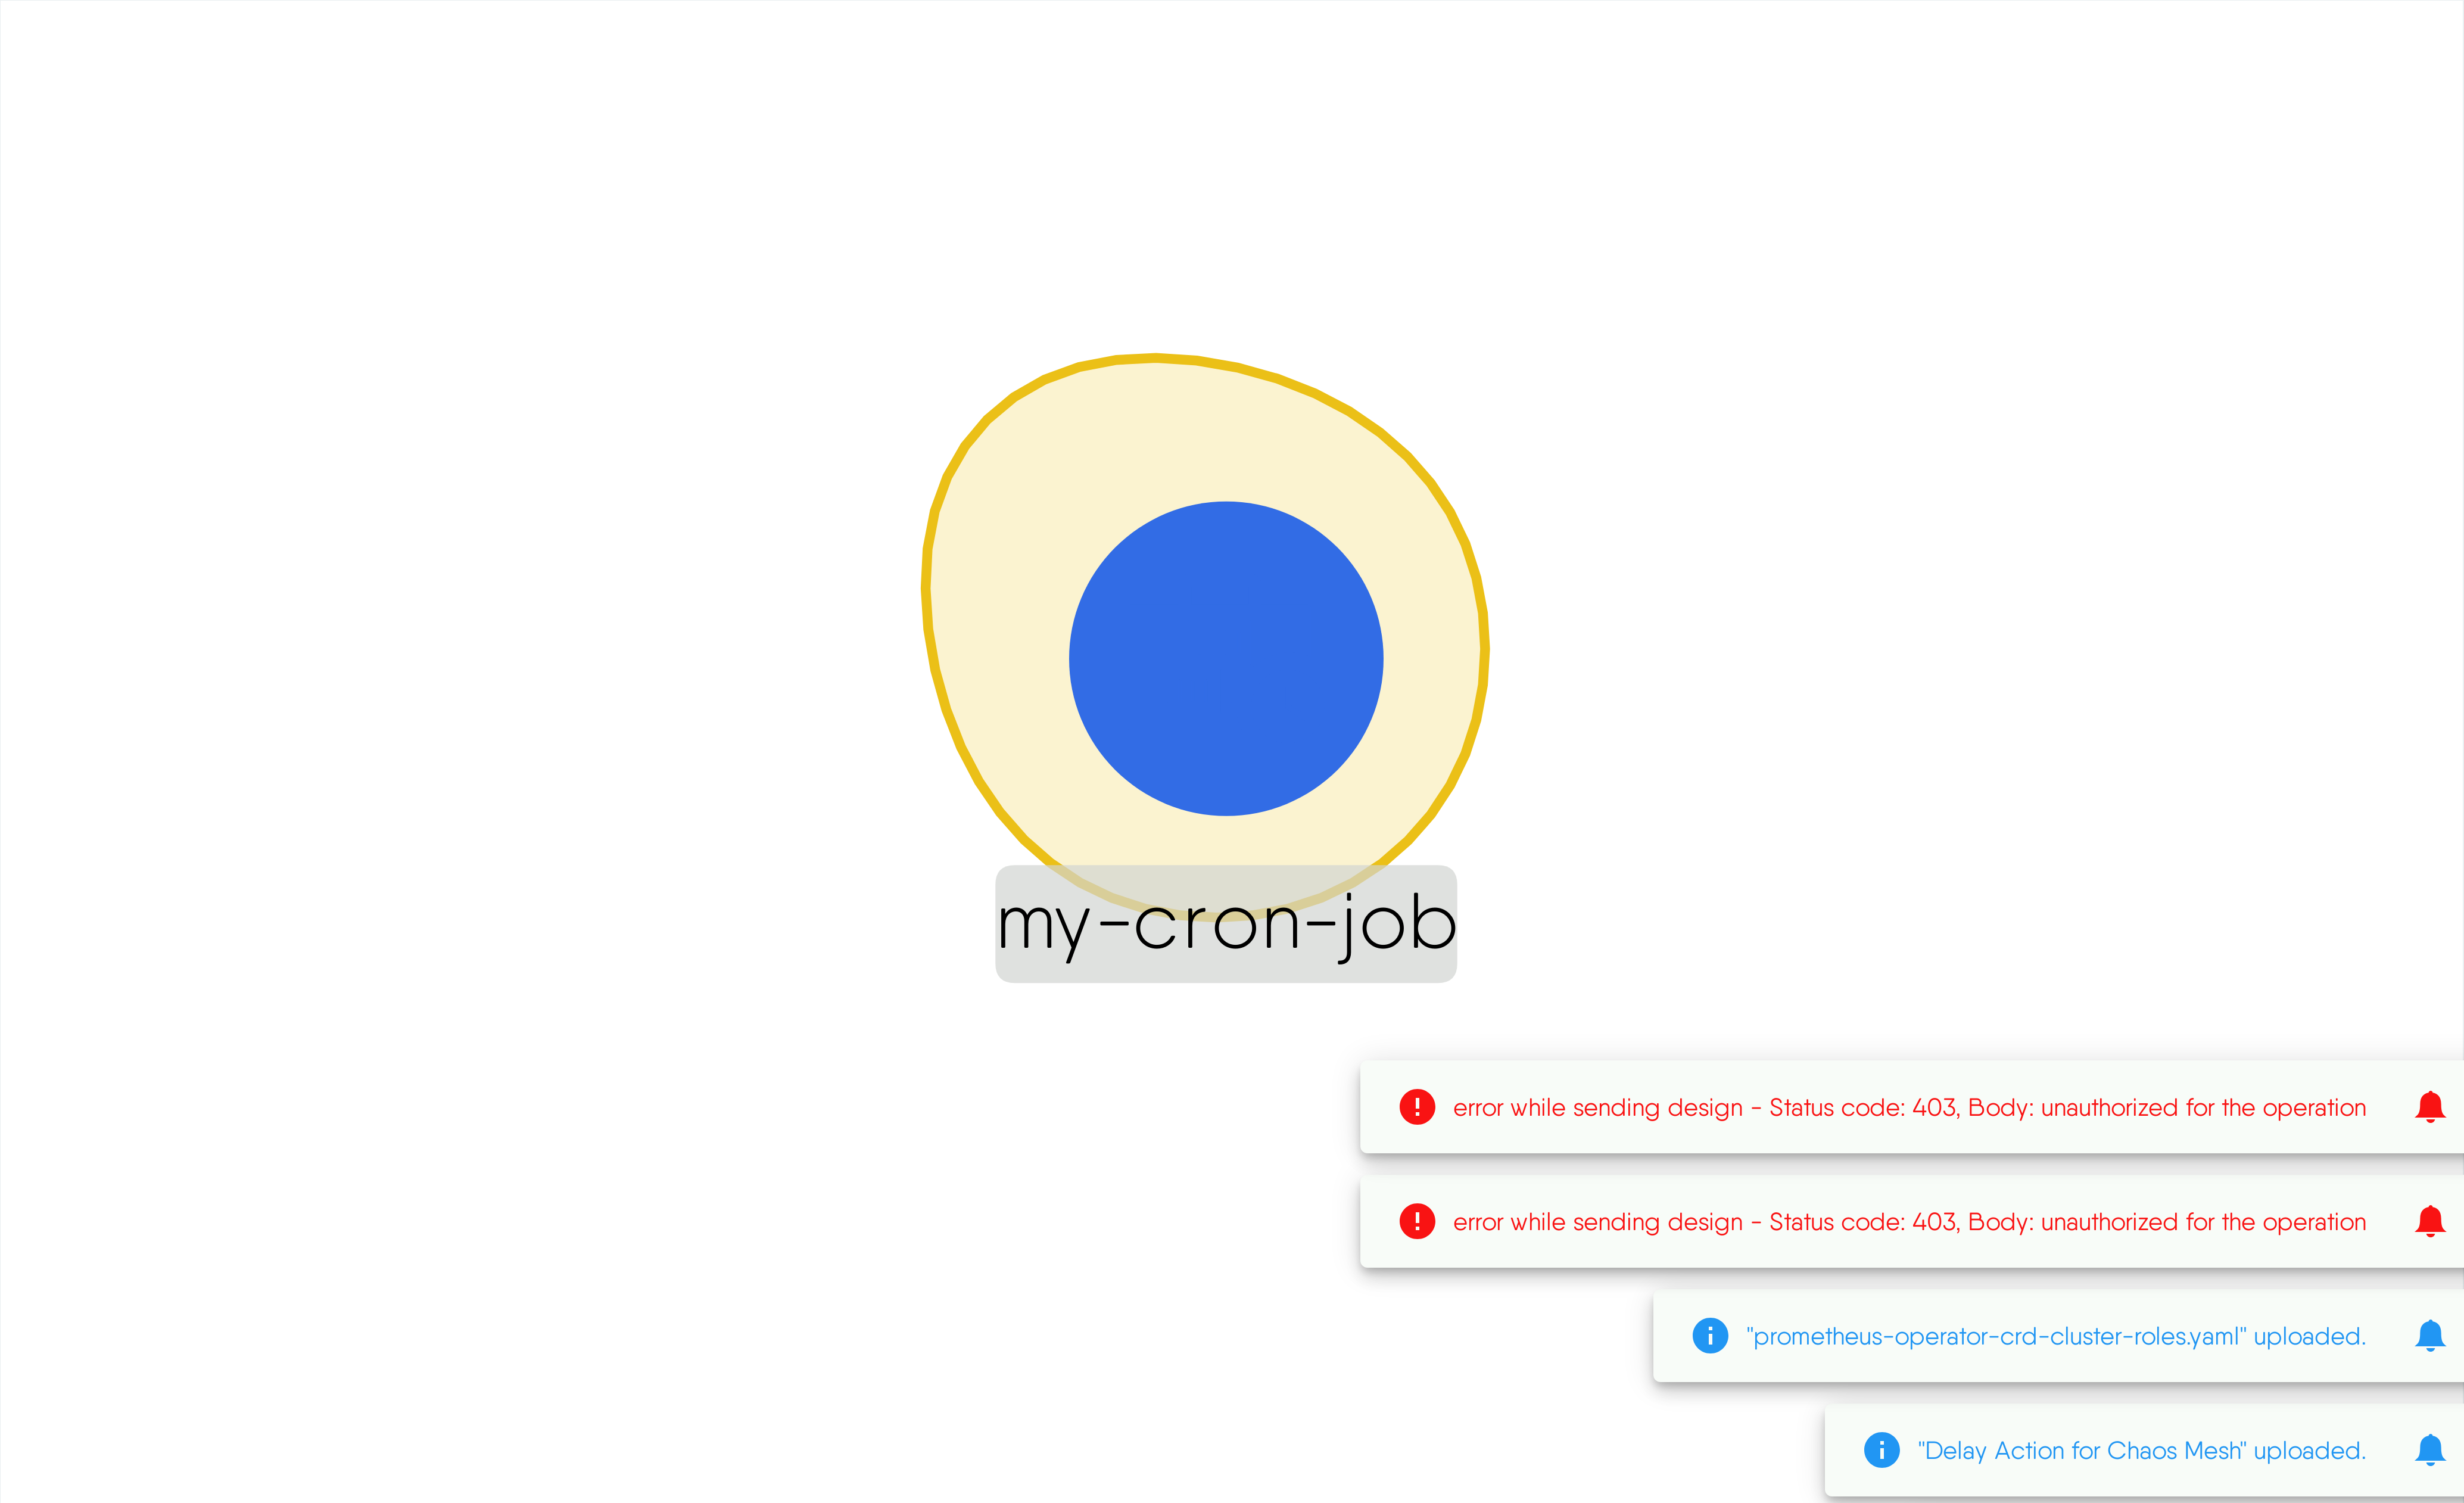 my-cron-job
error while sending design - Status code: 403, Body: unauthorized for the operation
error while sending design - Status code: 403, Body: unauthorized for the operation
"prometheus-operator-crd-cluster-roles.yaml" uploaded.
"Delay Action for Chaos Mesh" uploaded.